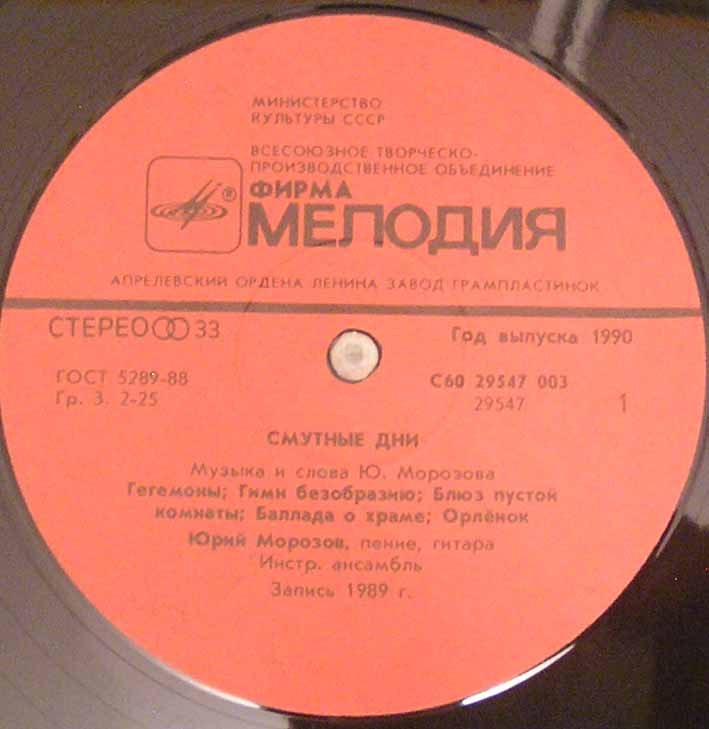 МИНИСТЕРСТВО
КУЛЬТУРЫ СССР
ВСЕСОЮЗНОЕ ТВОРЧЕСКО-
ПРОИЗВОДСТВЕННОЕ ОБЪЕДИНЕНИЕ
® ФИРМА
МЕЛОДИЯ
АПРЕЛЕВСКИЙ ОРДЕНА ЛЕНИНА ЗАВОД ГРАМПЛАСТИНОК
СТЕРЕО 33
Год выпуска 1990
ГОСТ 5289-88
Гр. 3. 2-25
С60 29547 003
29547
1
СМУТНЫЕ ДНИ
Музыка и слова Ю. Морозова
Гегемоны; Гимн безобразию; Блюз пустой
комнаты; Баллада о храме; Орлёнок
Юрий Морозов, пение, гитара
Инстр. ансамбль
Запись 1989 г.